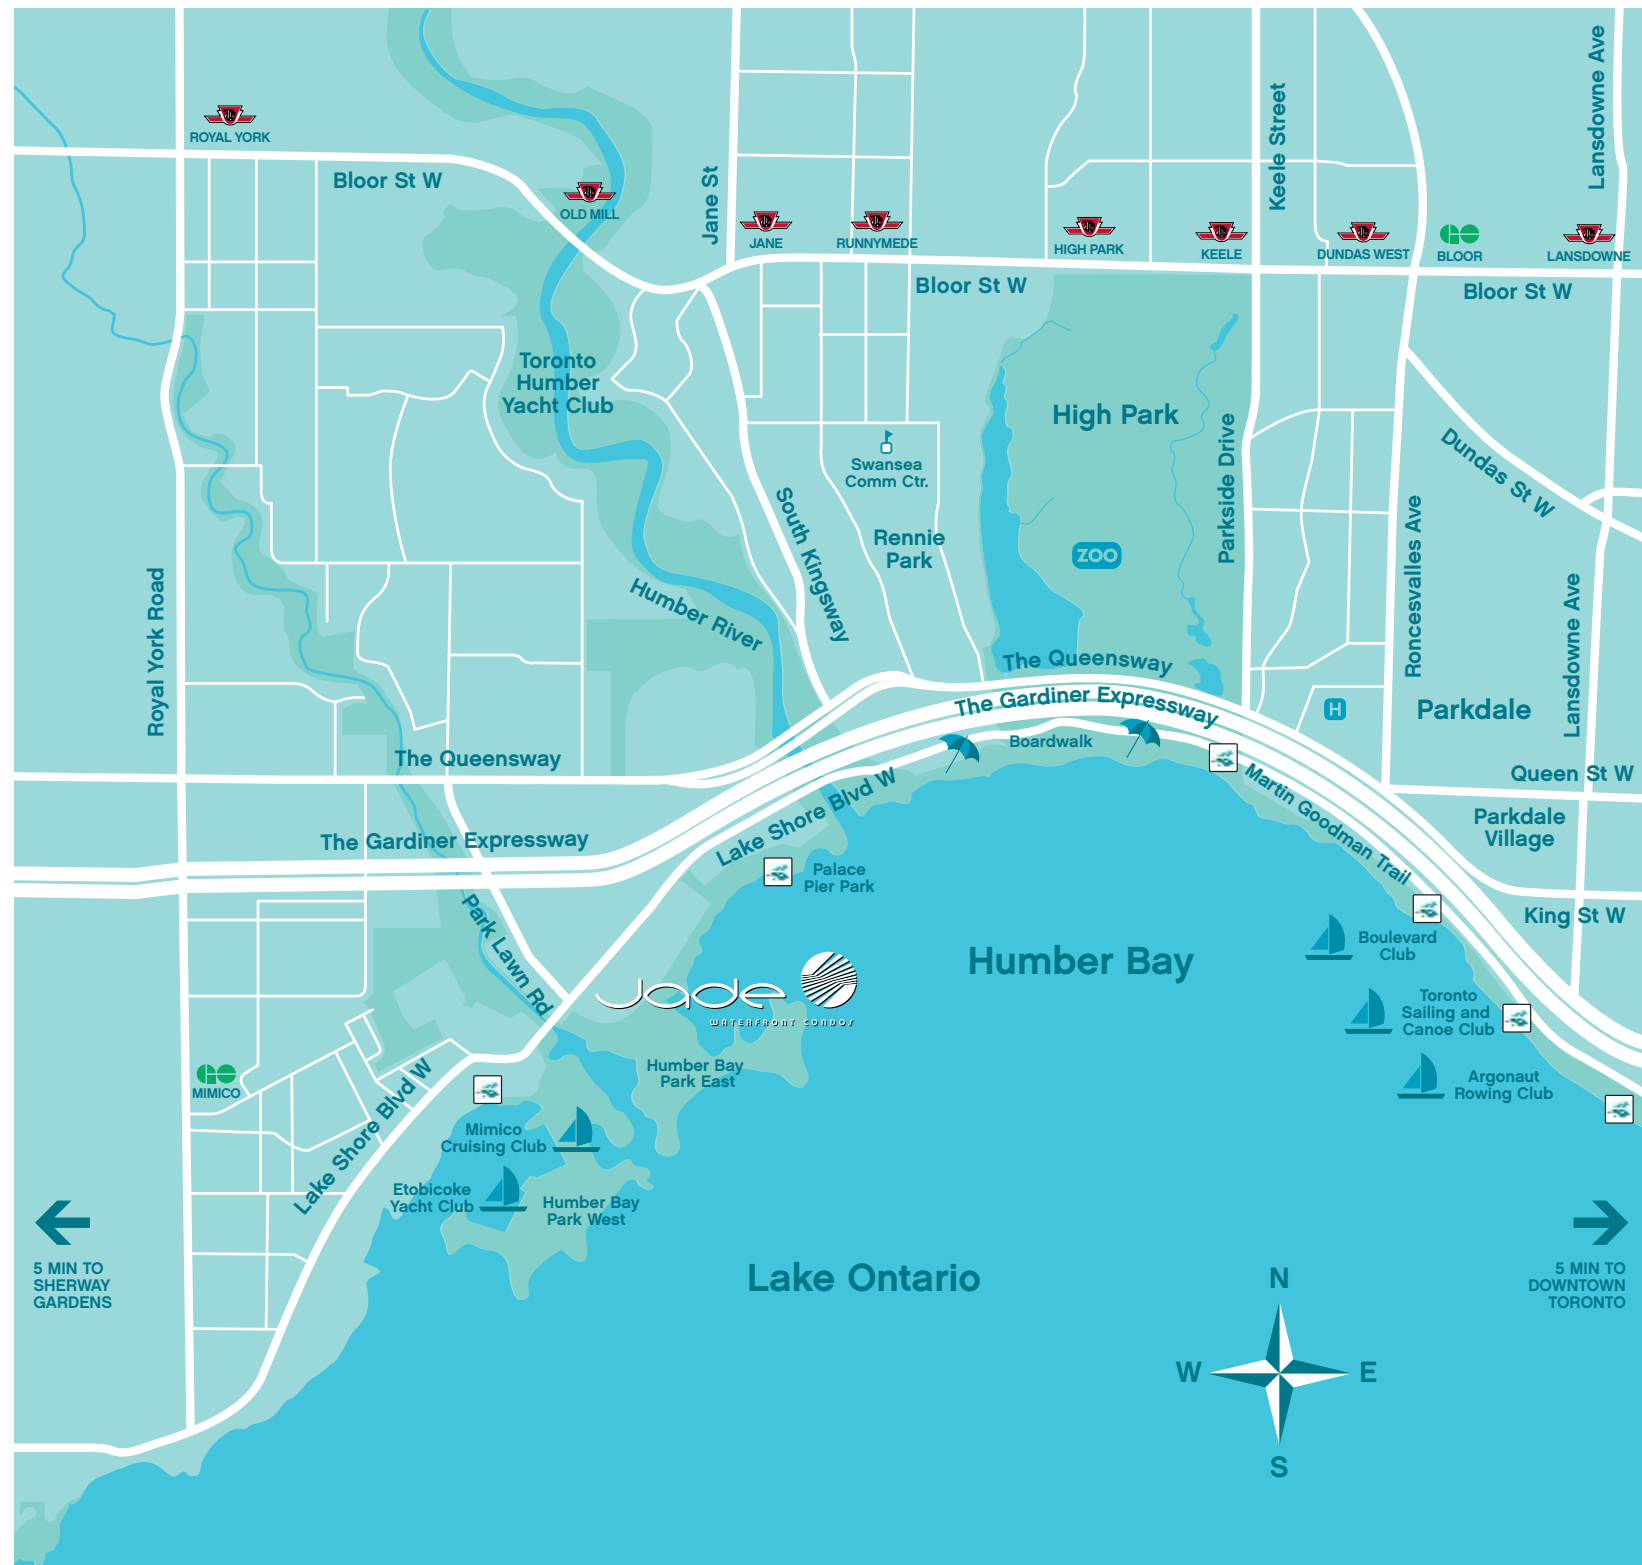 Lansdowne Ave
Keele Street
ROYAL YORK
Bloor St W
Jane St
OLD MILL
JANE
RUNNYMEDE
HIGH PARK
KEELE
DUNDAS WEST
GO
BLOOR
LANSDOWNE
Bloor St W
Bloor St W
Toronto
Humber
Yacht Club
High Park
Swansea
Comm Ctr.
Parkside Drive
Dundas St W
South Kingsway
Rennie
Park
ZOO
Roncesvalles Ave
Royal York Road
Humber River
Lansdowne Ave
The Queensway
The Gardiner Expressway
H
Parkdale
Boardwalk
The Queensway
Queen St W
Lake Shore Blvd W
Martin Goodman Trail
Parkdale
Village
The Gardiner Expressway
Palace
Pier Park
King St W
Park Lawn Rd
Humber Bay
Boulevard
Club
Jade
WATERFRONT CONDOS
Toronto
Sailing and
Canoe Club
Humber Bay
Park East
GO
MIMICO
Argonaut
Rowing Club
Lake Shore Blvd W
Mimico
Cruising Club
Etobicoke
Yacht Club
Humber Bay
Park West
5 MIN TO
SHERWAY
GARDENS
Lake Ontario
5 MIN TO
DOWNTOWN
TORONTO
N
W
E
S